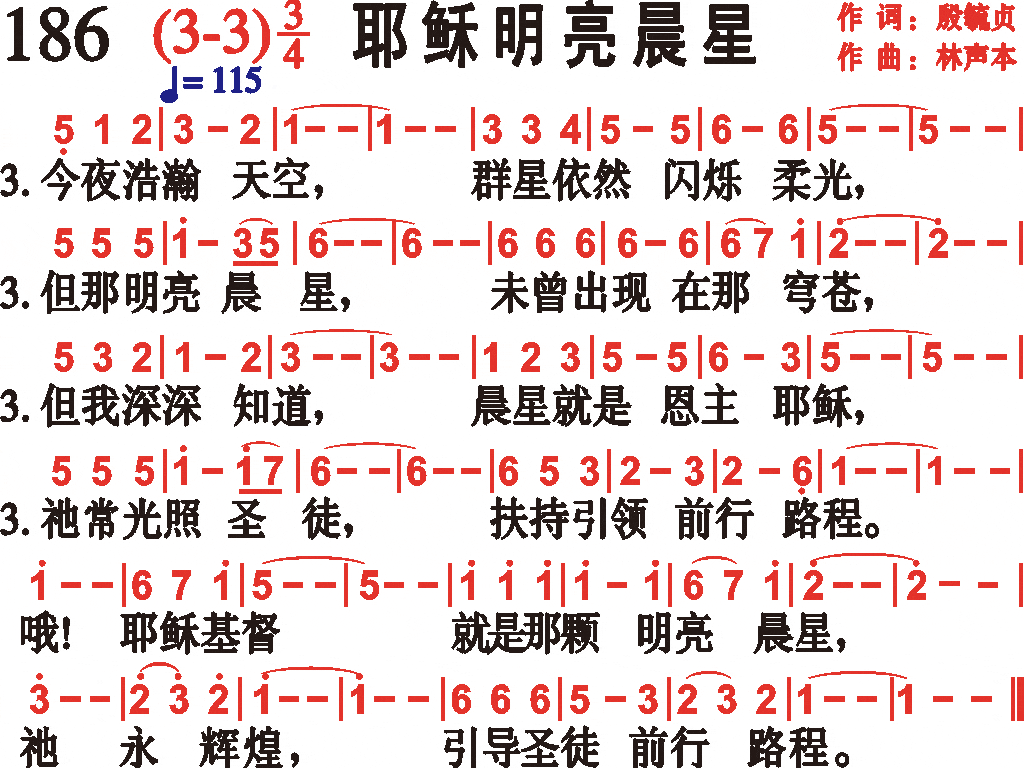 186 (3-3) 3/4 耶稣明亮晨星 作词：殷毓贞
♩= 115 作曲：林声本
5̣ 1 2|3 - 2|1 - -|1 - -|3 3 4|5 - 5|6 - 6|5 - -|5 - -|
3.今夜浩瀚 天空， 群星依然 闪烁 柔光，
5 5 5|1̇ - 35|6 - -|6 - -|6 6 6|6 - 6|6 7 1̇|2̇ - -|2̇ - -|
3.但那明亮 晨 星， 未曾出现 在那 穹苍，
5 3 2|1 - 2|3 - -|3 - -|1 2 3|5 - 5|6 - 3|5 - -|5 - -|
3.但我深深 知道， 晨星就是 恩主 耶稣，
5 5 5|1̇ - 1̇7|6 - -|6 - -|6 5 3|2 - 3|2 - 6̣|1 - -|1 - -|
3.祂常光照 圣 徒， 扶持引领 前行 路程。
1̇ - -|6 7 1̇|5 - -|5 - -|1̇ 1̇ 1̇|1̇ - 1̇|6 7 1̇|2̇ - -|2̇ - -|
哦！ 耶稣基督 就是那颗 明亮 晨星，
3̇ - -|2̇ 3̇ 2̇|1̇ - -|1̇ - -|6 6 6|5 - 3|2 3 2|1 - -|1 - -‖
祂 永 辉煌， 引导圣徒 前行 路程。